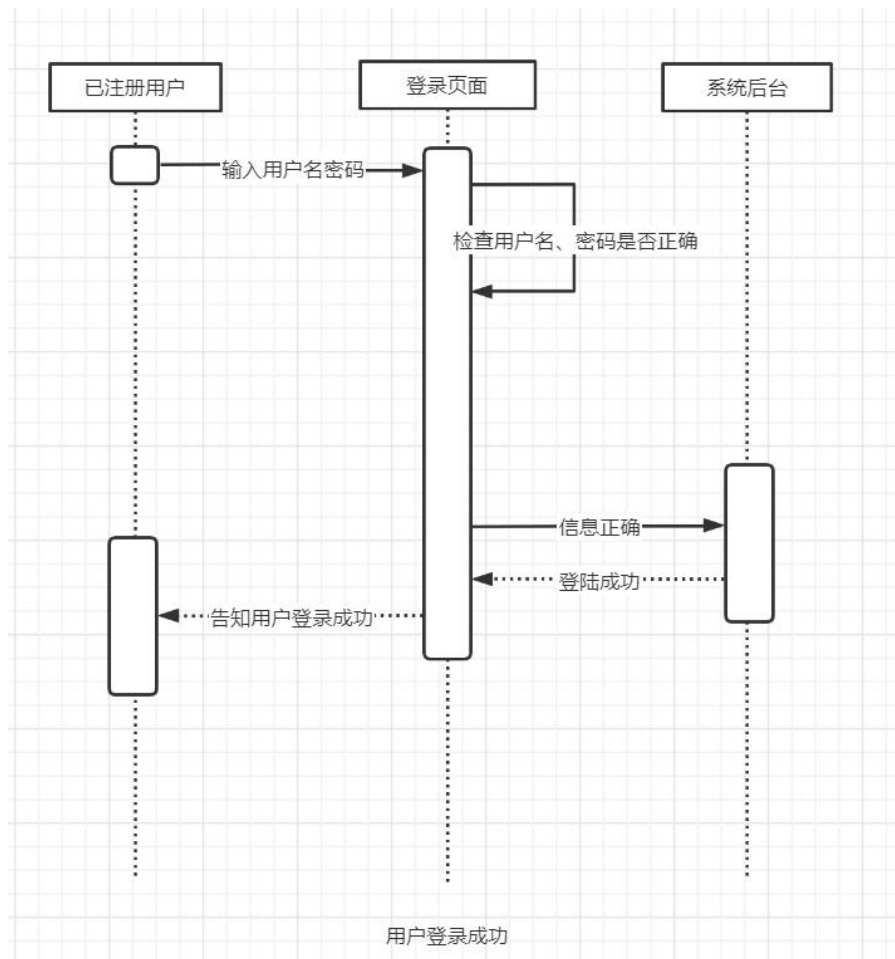 已注册用户
登录页面
系统后台
输入用户名密码
检查用户名、密码是否正确
信息正确
登陆成功
告知用户登录成功
用户登录成功